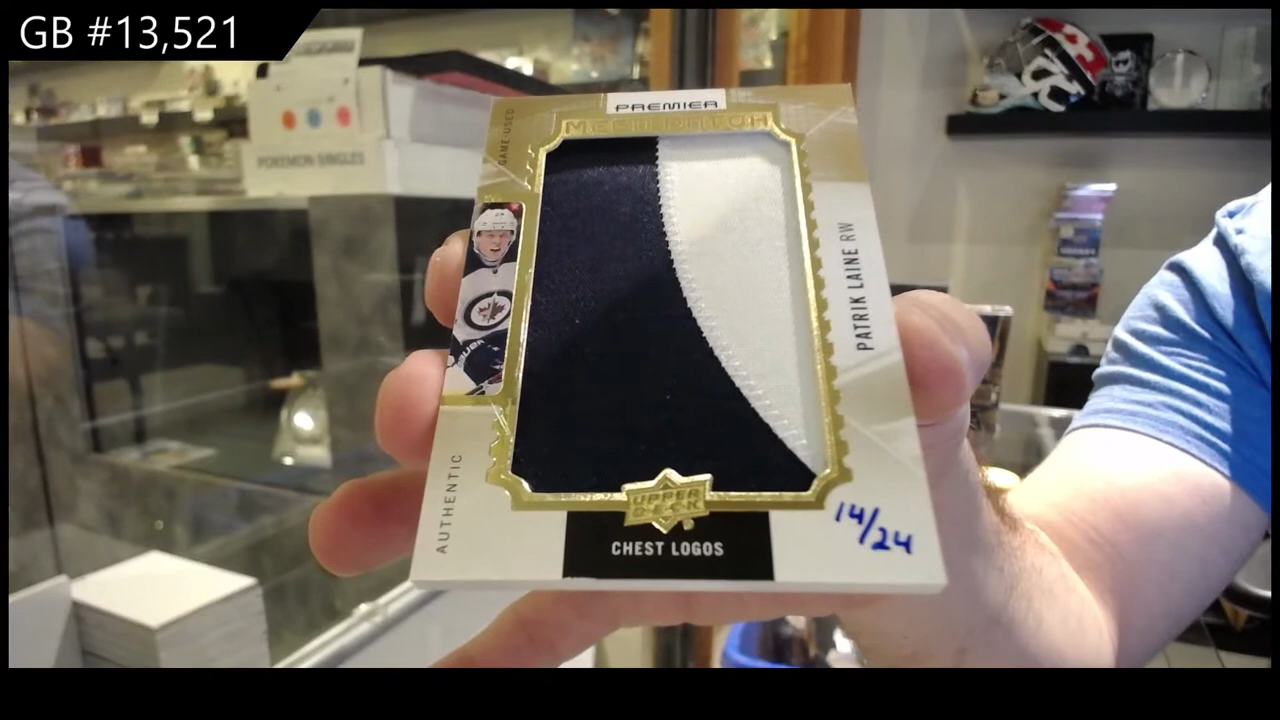 GB #13,521
POKEMON SINGLES
PREMIER
MEGA PATCH
GAME-USED
PATRIK LAINE RW
AUTHENTIC
UPPER
DECK
CHEST LOGOS
14/24